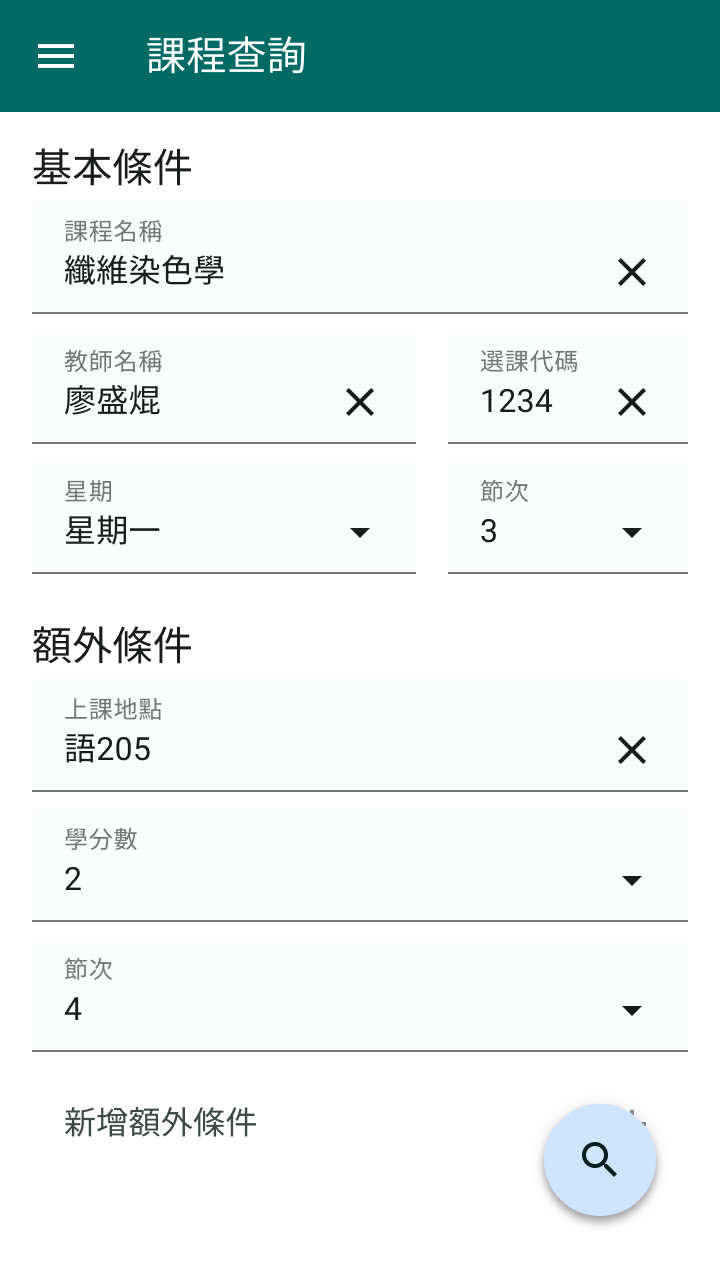 課程查詢
基本條件
課程名稱
纖維染色學
教師名稱
廖盛焜
選課代碼
1234
星期
星期一
節次
3
額外條件
上課地點
語205
學分數
2
節次
4
新增額外條件